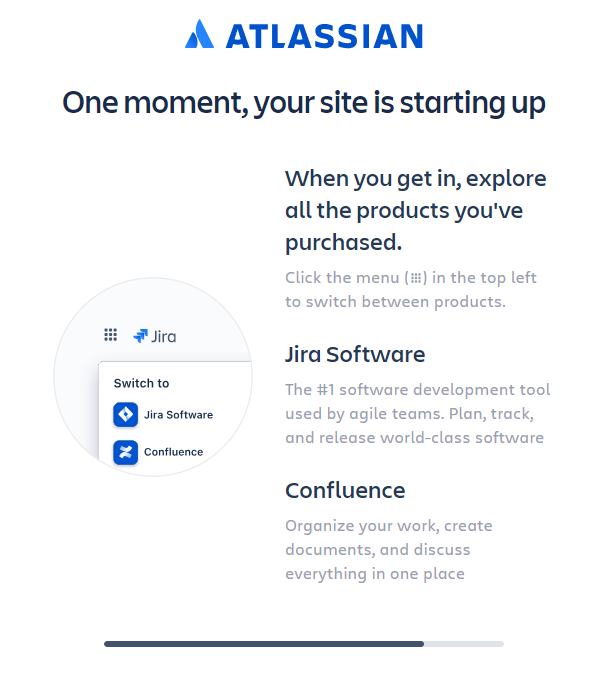 ATLASSIAN
One moment, your site is starting up
When you get in, explore
all the products you've
purchased.
Click the menu () in the top left
to switch between products.
Jira
Switch to
Jira Software
Confluence
Jira Software
The #1 software development tool
used by agile teams. Plan, track,
and release world-class software
Confluence
Organize your work, create
documents, and discuss
everything in one place